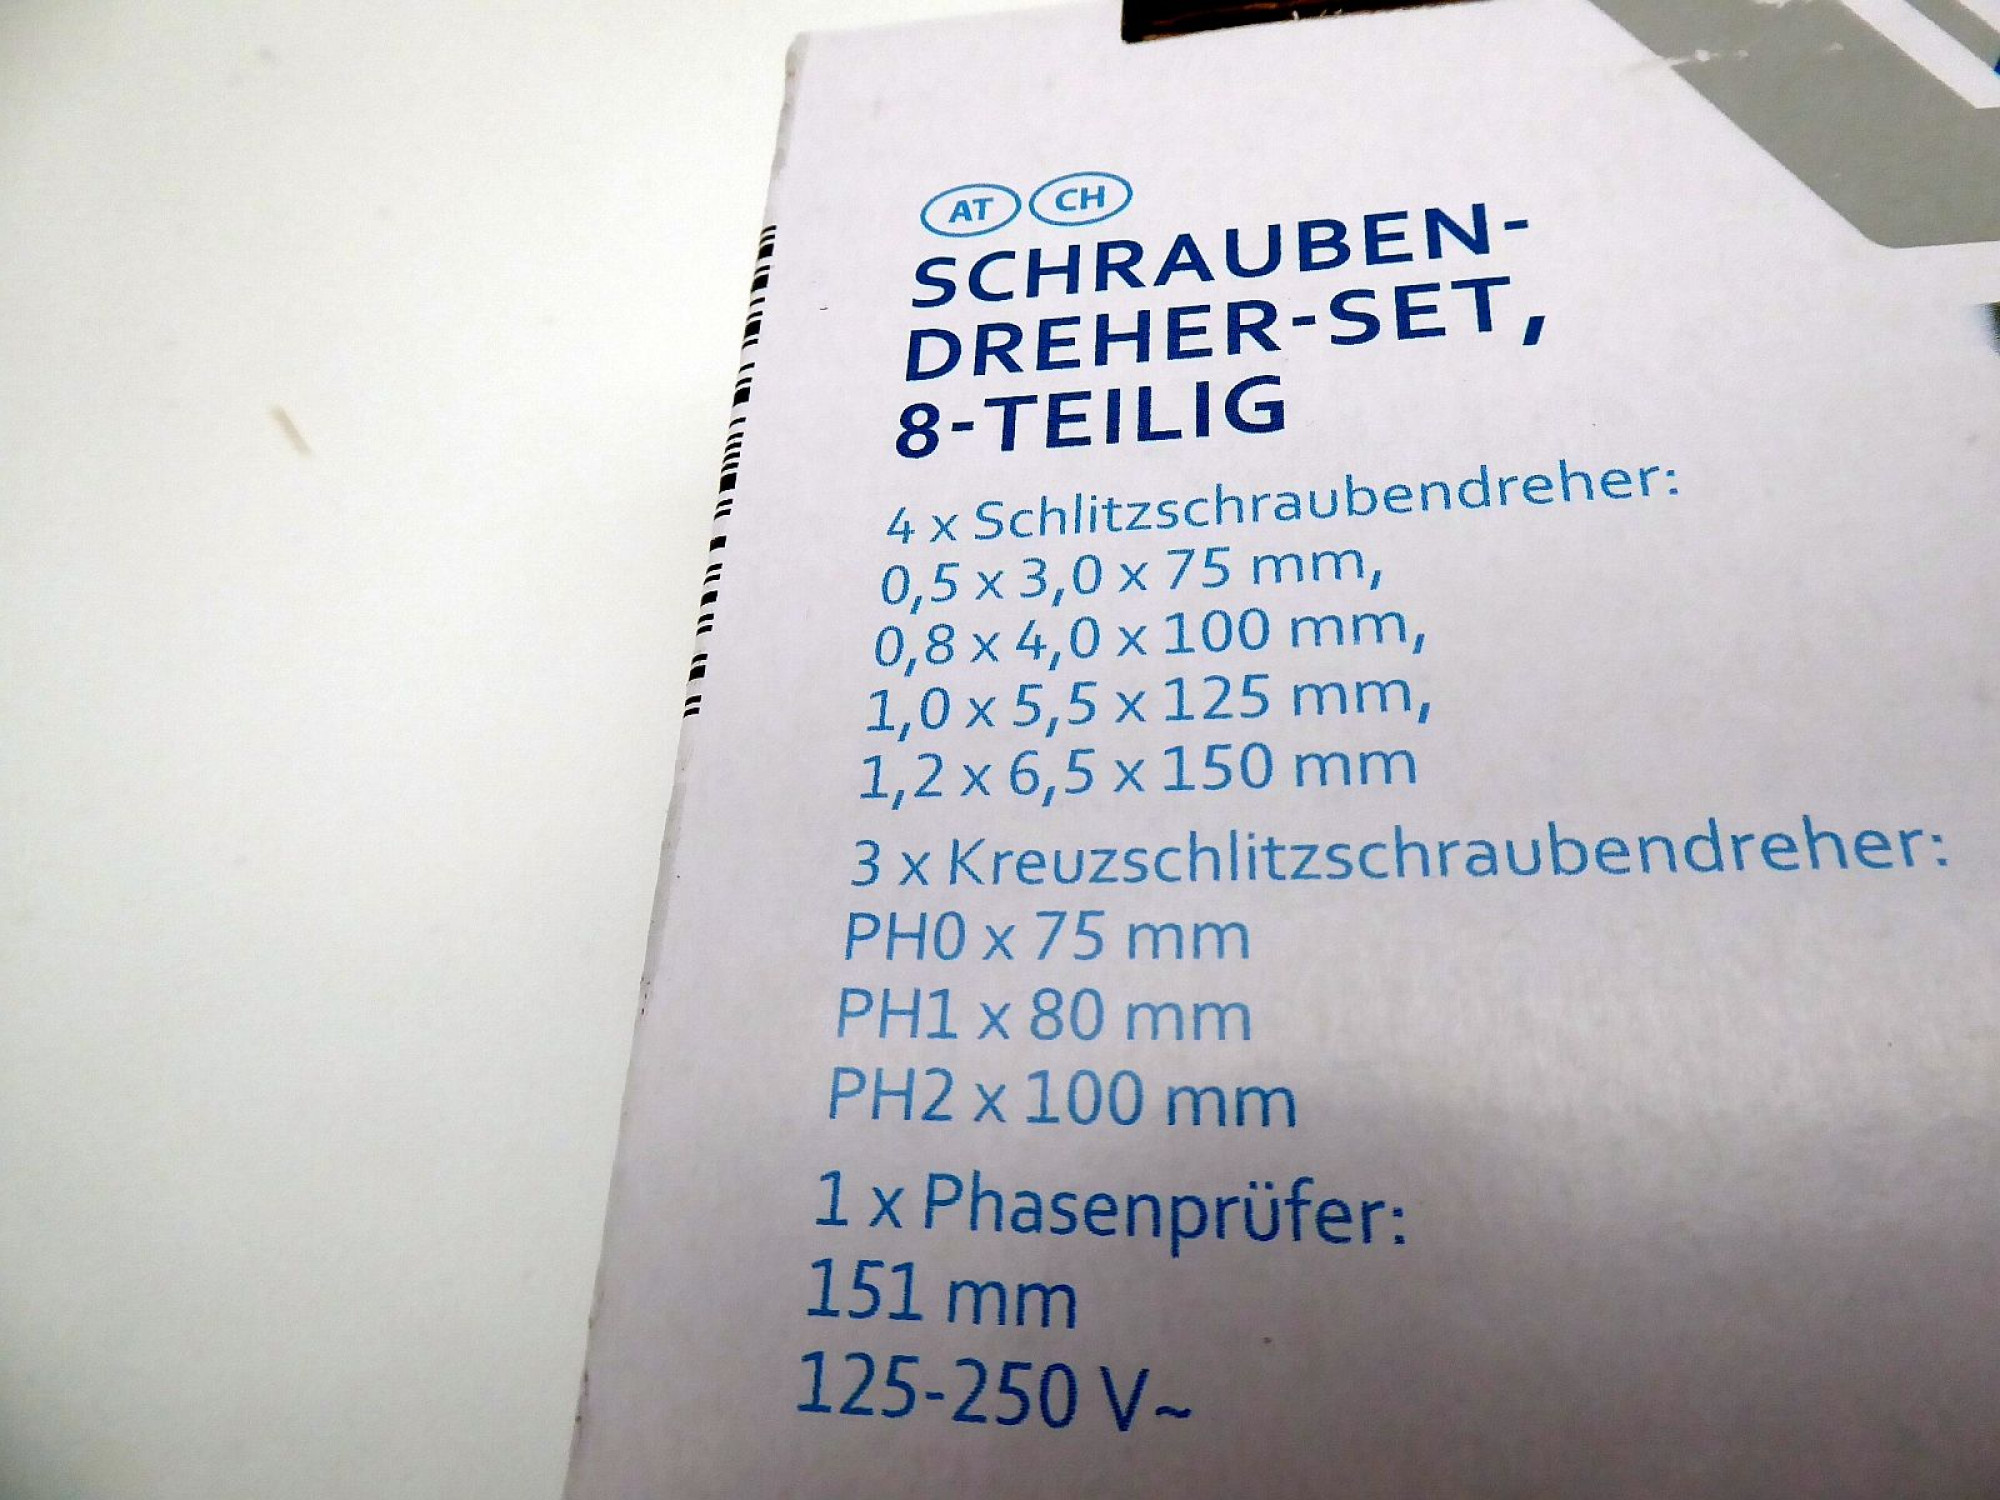 AT CH
SCHRAUBEN-
DREHER-SET,
8-TEILIG
4 x Schlitzschraubendreher:
0,5 x 3,0 x 75 mm,
0,8 x 4,0 x 100 mm,
1,0 x 5,5 x 125 mm,
1,2 x 6,5 x 150 mm
3 x Kreuzschlitzschraubendreher:
PH0 x 75 mm
PH1 x 80 mm
PH2 x 100 mm
1 x Phasenprüfer:
151 mm
125-250 V~